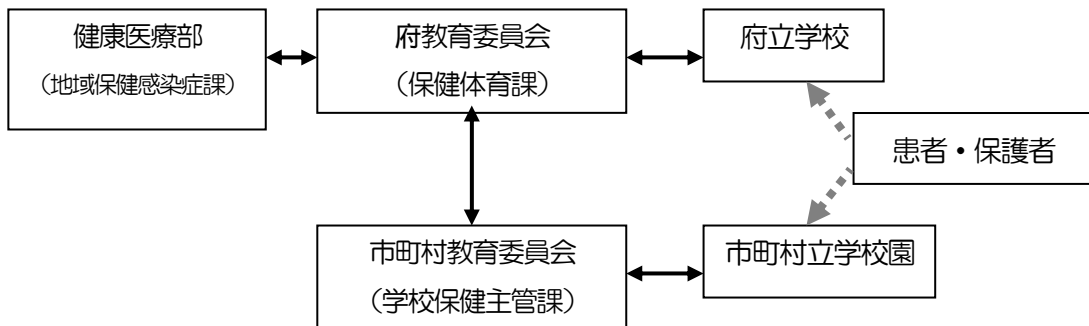 健康医療部
（地域保健感染症課）
府教育委員会
（保健体育課）
府立学校
患者・保護者
市町村教育委員会
（学校保健主管課）
市町村立学校園